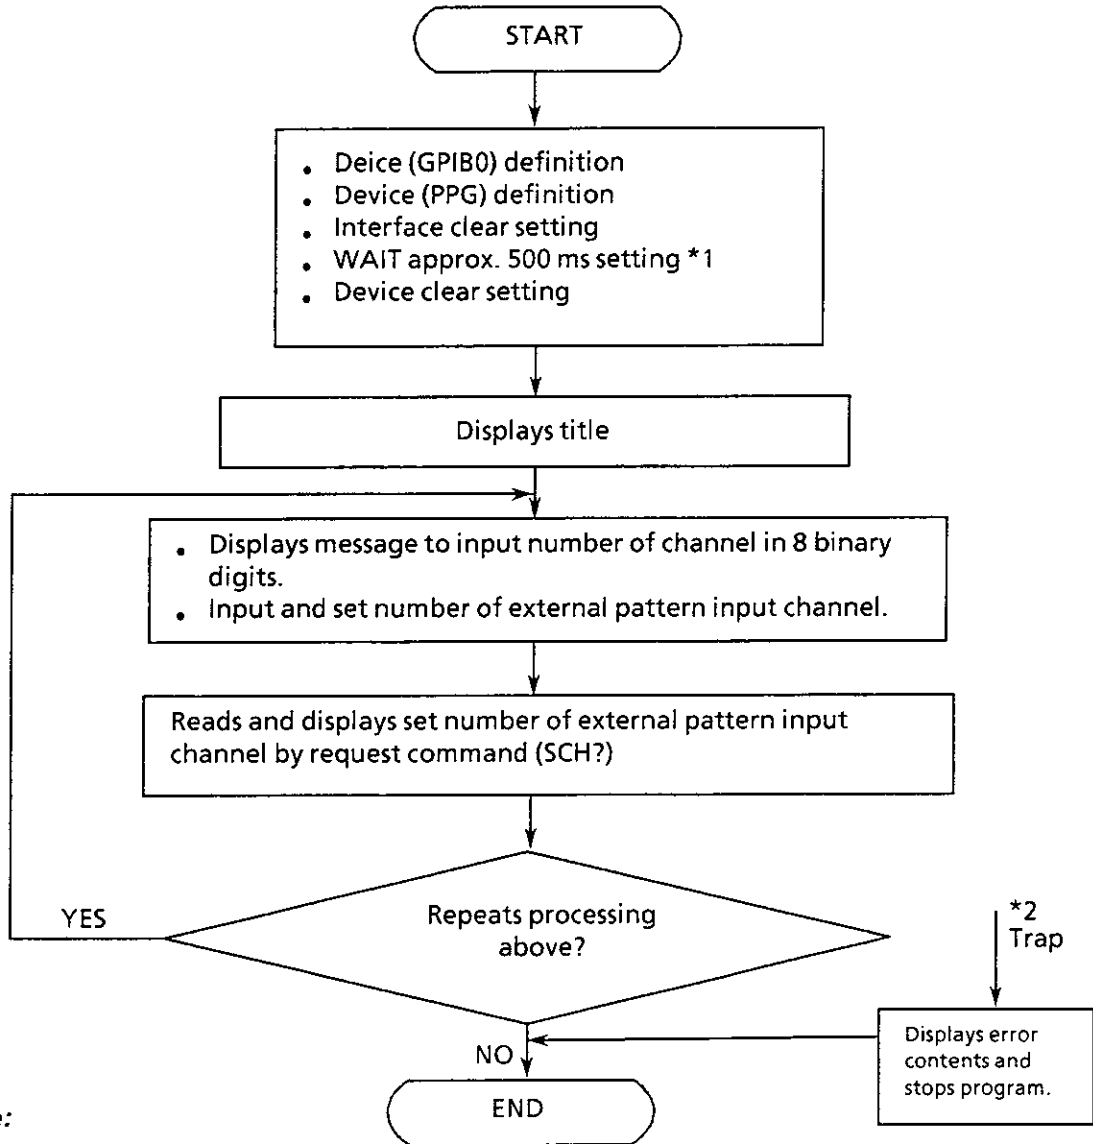 START
• Deice (GPIB0) definition
• Device (PPG) definition
• Interface clear setting
• WAIT approx. 500 ms setting *1
• Device clear setting
Displays title
• Displays message to input number of channel in 8 binary
digits.
• Input and set number of external pattern input channel.
Reads and displays set number of external pattern input
channel by request command (SCH?)
Repeats processing
above?
YES
*2
Trap
Displays error
contents and
stops program.
NO
END
e: